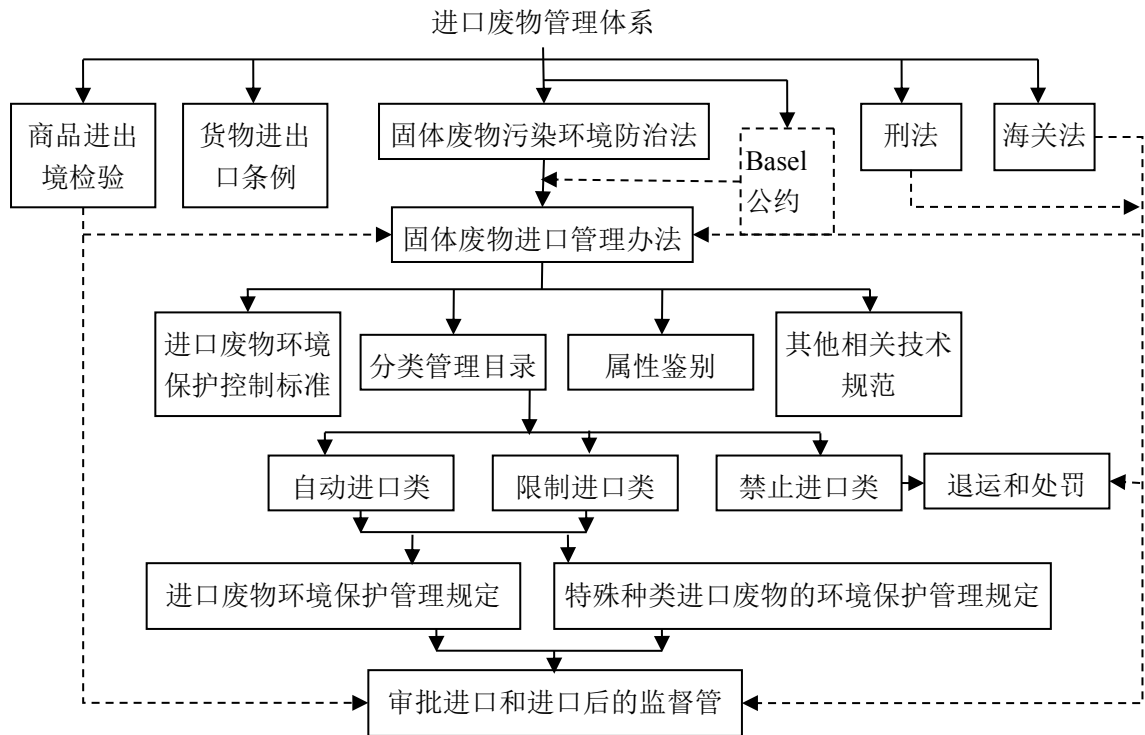 进口废物管理体系
商品进出
境检验
货物进出
口条例
固体废物污染环境防治法
Basel
公约
刑法
海关法
固体废物进口管理办法
进口废物环境
保护控制标准
分类管理目录
属性鉴别
其他相关技术
规范
自动进口类
限制进口类
禁止进口类
退运和处罚
进口废物环境保护管理规定
特殊种类进口废物的环境保护管理规定
审批进口和进口后的监督管